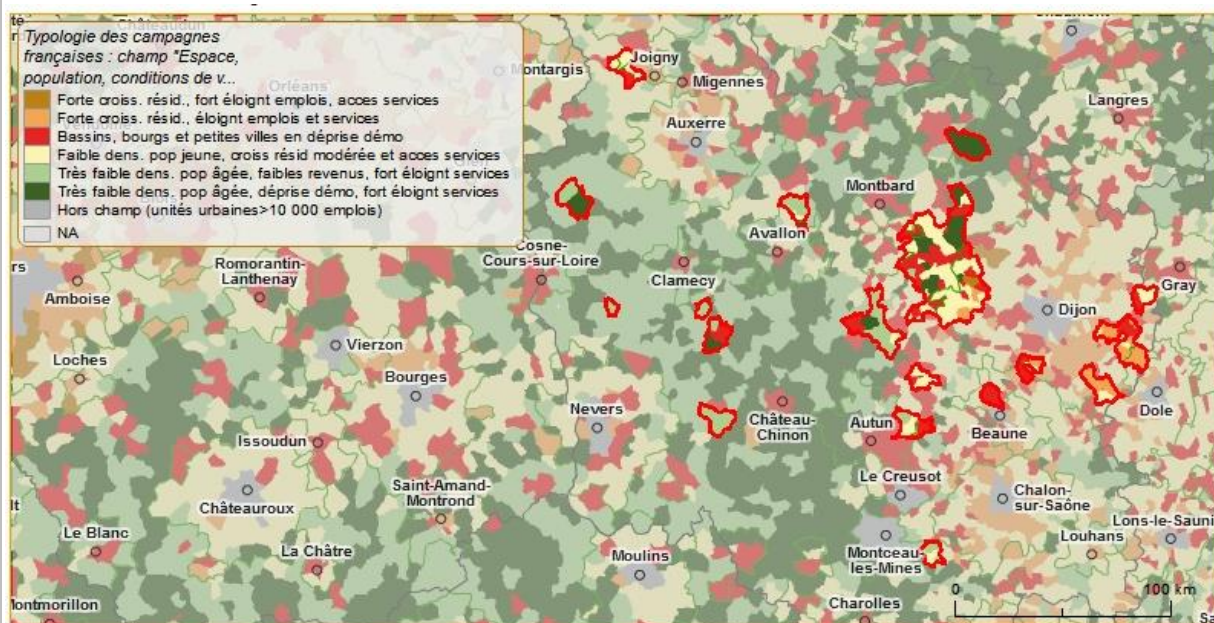 Typologie des campagnes
françaises : champ "Espace,
population, conditions de v...
Forte croiss. résid., fort éloignt emplois, acces services
Forte croiss. résid., éloignt emplois et services
Bassins, bourgs et petites villes en déprise démo
Faible dens. pop jeune, croiss résid modérée et acces services
Très faible dens. pop âgée, faibles revenus, fort éloignt services
Très faible dens. pop âgée, déprise démo, fort éloignt services
Hors champ (unités urbaines>10 000 emplois)
NA
Châteaudun
Orléans
Montargis
Joigny
Migennes
Langres
Auxerre
Montbard
Avallon
Cosne-
Cours-sur-Loire
Romorantin-
Lanthenay
Clamecy
Gray
Amboise
Dijon
Vierzon
Loches
Bourges
Dole
Nevers
Château-
Chinon
Autun
Beaune
Issoudun
Le Creusot
Saint-Amand-
Montrond
Châteauroux
Chalon-
sur-Saône
Lons-le-Sauni
Le Blanc
La Châtre
Moulins
Montceau-
les-Mines
Louhans
0
100 km
ontmorillon
Charolles